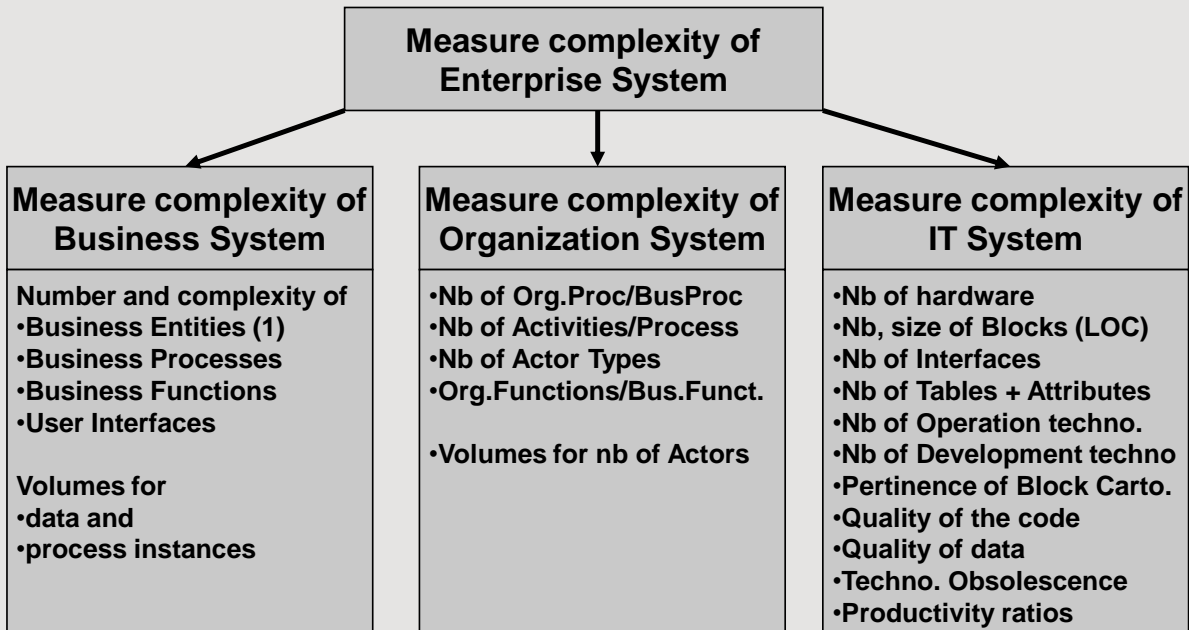 Measure complexity of
Enterprise System
Measure complexity of
Business System
Number and complexity of
•Business Entities (1)
•Business Processes
•Business Functions
•User Interfaces
Volumes for
•data and
•process instances
Measure complexity of
Organization System
•Nb of Org.Proc/BusProc
•Nb of Activities/Process
•Nb of Actor Types
•Org.Functions/Bus.Funct.
•Volumes for nb of Actors
Measure complexity of
IT System
•Nb of hardware
•Nb, size of Blocks (LOC)
•Nb of Interfaces
•Nb of Tables + Attributes
•Nb of Operation techno.
•Nb of Development techno
•Pertinence of Block Carto.
•Quality of the code
•Quality of data
•Techno. Obsolescence
•Productivity ratios